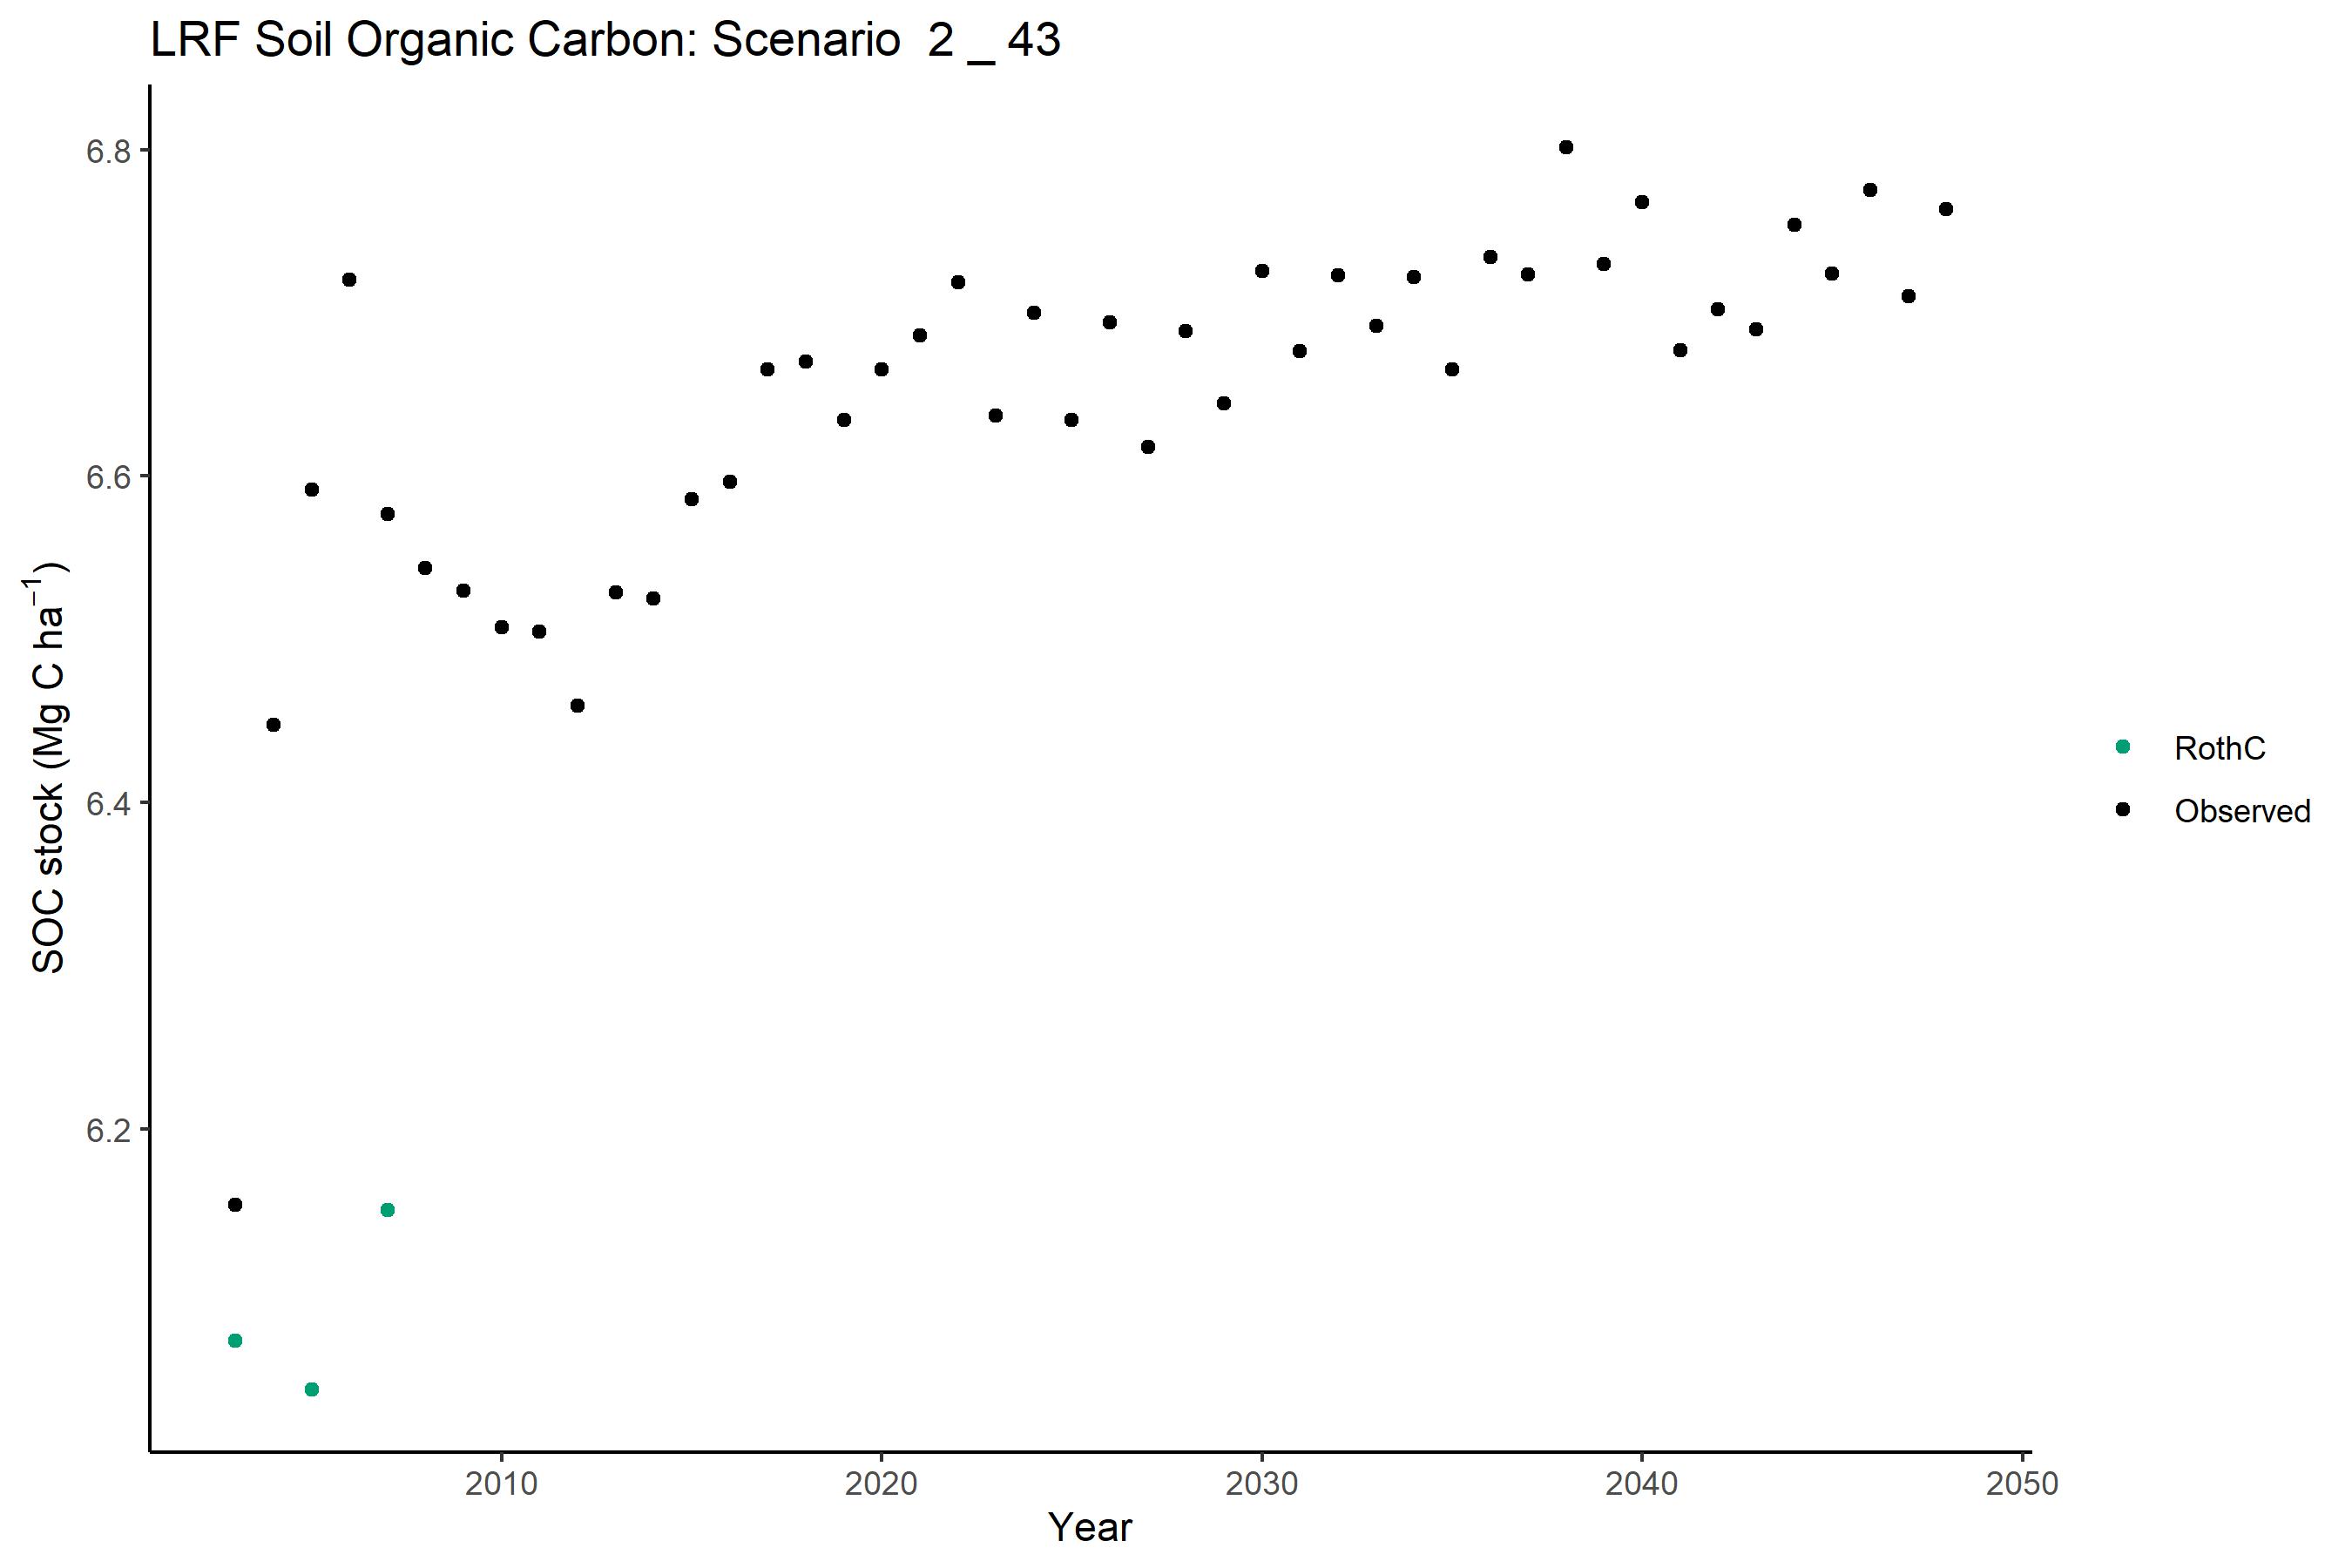 LRF Soil Organic Carbon: Scenario  2 _ 43
SOC stock (Mg C ha⁻¹)
6.8
6.6
6.4
6.2
2010
2020
2030
2040
2050
Year
RothC
Observed